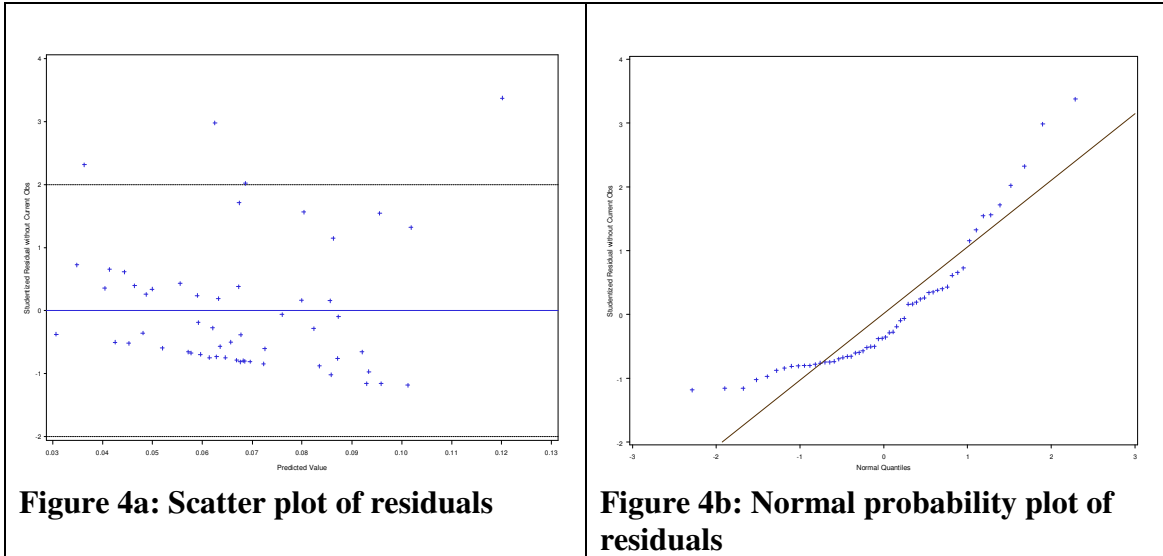 4
3
2
1
0
-1
-2
Studentized Residual without Current Obs
0.03 0.04 0.05 0.06 0.07 0.08 0.09 0.10 0.11 0.12 0.13
Predicted Value
Figure 4a: Scatter plot of residuals
4
3
2
1
0
-1
-2
Studentized Residual without Current Obs
-3 -2 -1 0 1 2 3
Normal Quantiles
Figure 4b: Normal probability plot of
residuals